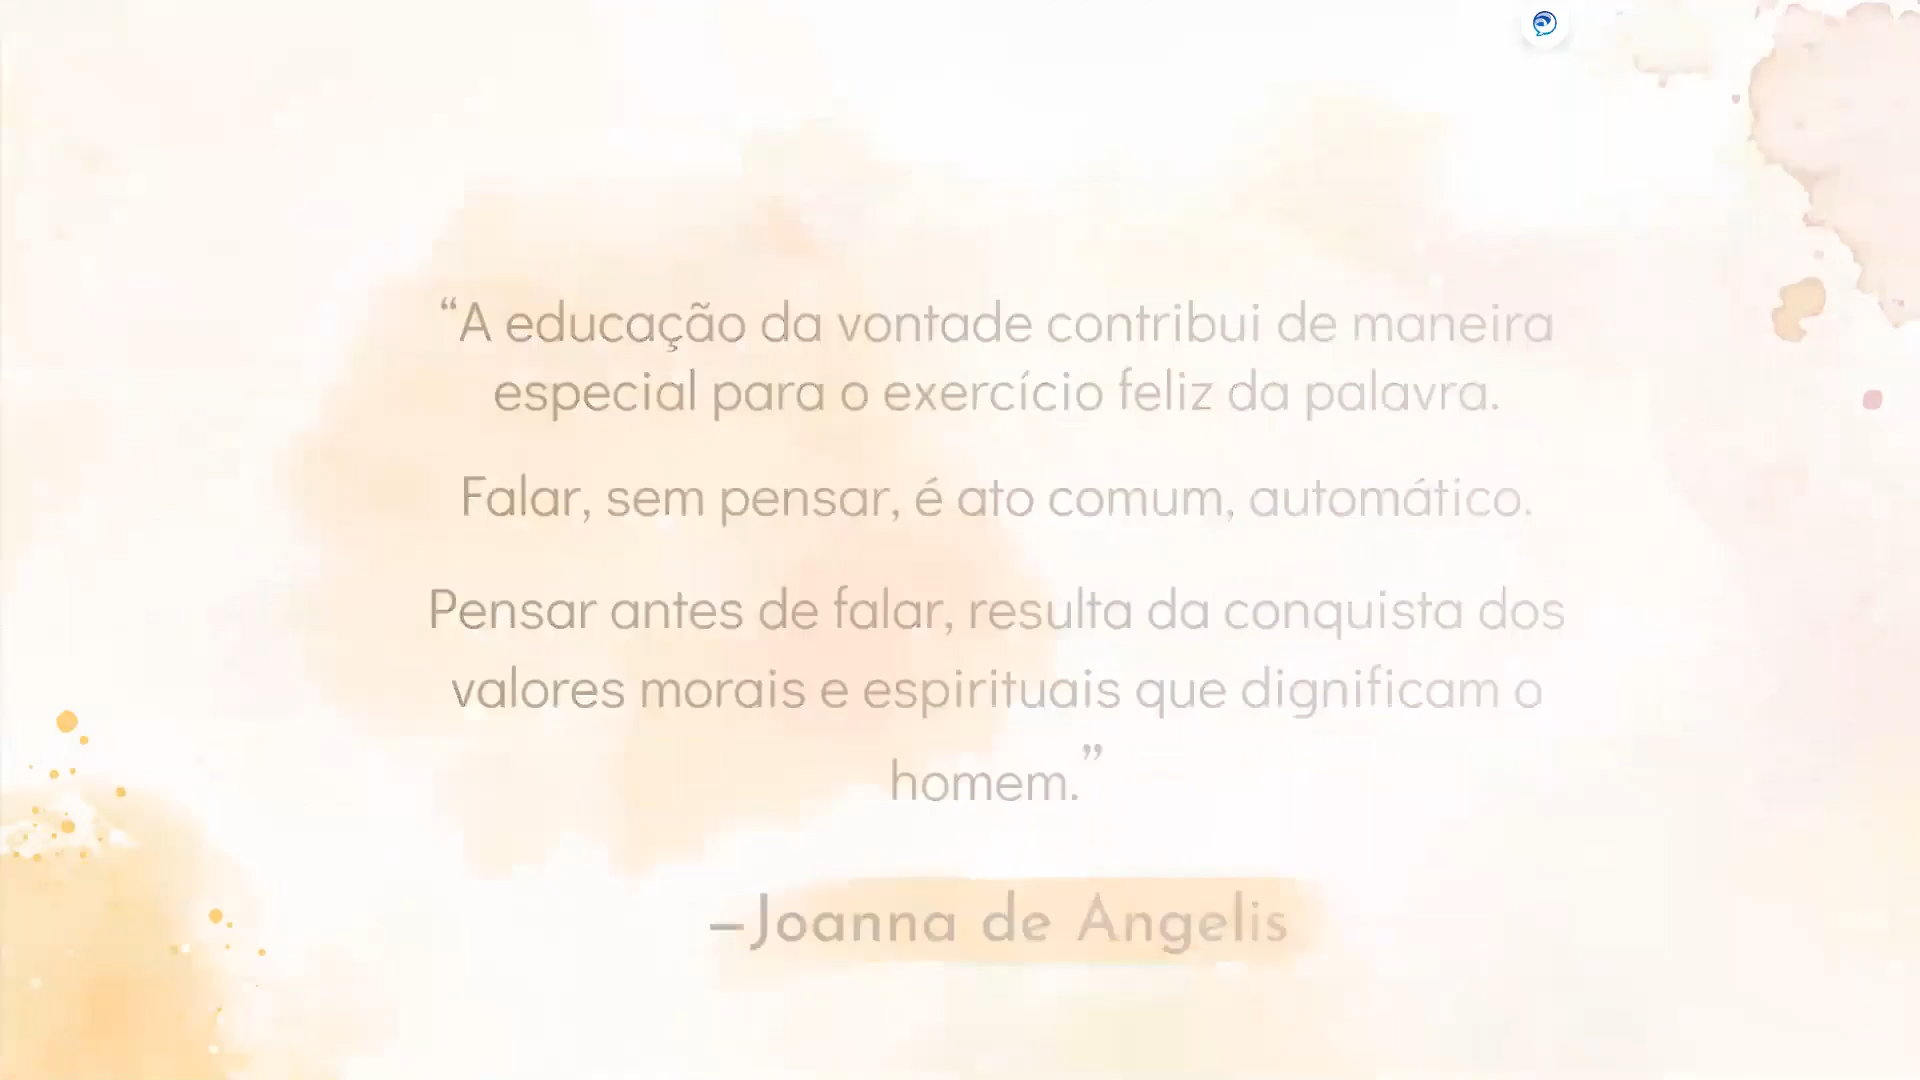 “A educação da vontade contribui de maneira
especial para o exercício feliz da palavra.
Falar, sem pensar, é ato comum, automático.
Pensar antes de falar, resulta da conquista dos
valores morais e espirituais que dignificam o
homem.”
—Joanna de Ângelis